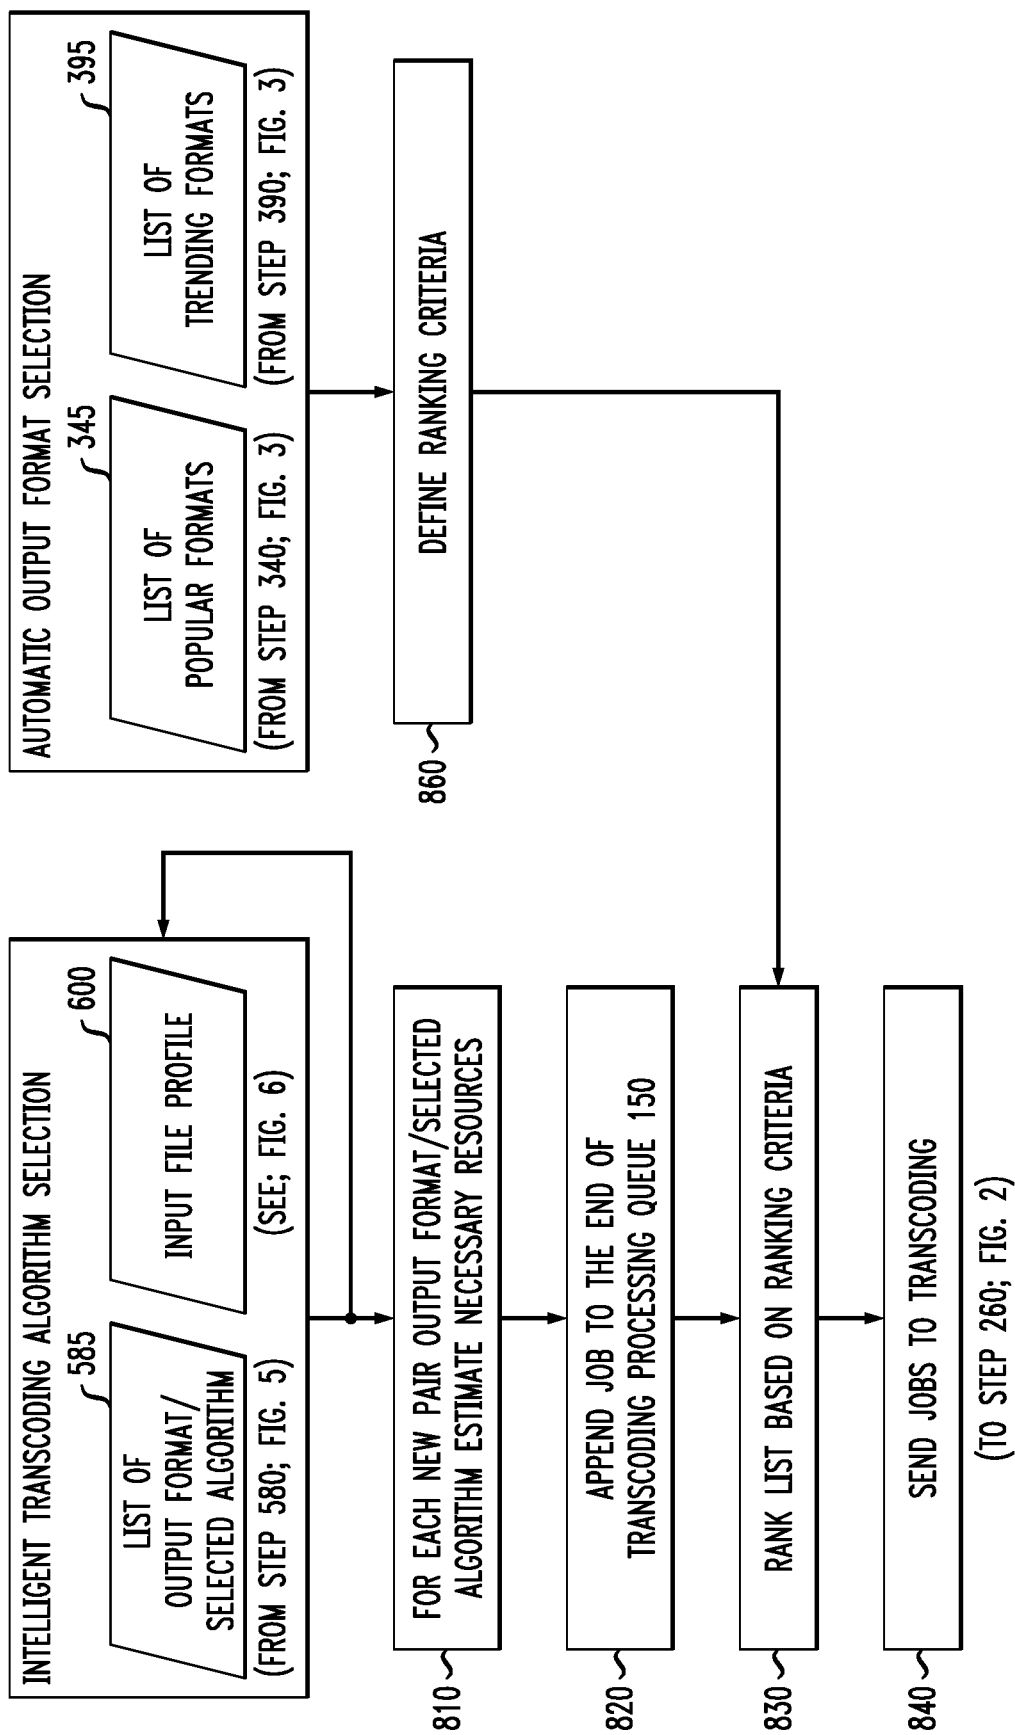 INTELLIGENT TRANSCODING ALGORITHM SELECTION
585
LIST OF
OUTPUT FORMAT/
SELECTED ALGORITHM
(FROM STEP 580; FIG. 5)
600
INPUT FILE PROFILE
(SEE; FIG. 6)
AUTOMATIC OUTPUT FORMAT SELECTION
345
LIST OF
POPULAR FORMATS
(FROM STEP 340; FIG. 3)
395
LIST OF
TRENDING FORMATS
(FROM STEP 390; FIG. 3)
810
FOR EACH NEW PAIR OUTPUT FORMAT/SELECTED
ALGORITHM ESTIMATE NECESSARY RESOURCES
860
DEFINE RANKING CRITERIA
820
APPEND JOB TO THE END OF
TRANSCODING PROCESSING QUEUE 150
830
RANK LIST BASED ON RANKING CRITERIA
840
SEND JOBS TO TRANSCODING
(TO STEP 260; FIG. 2)